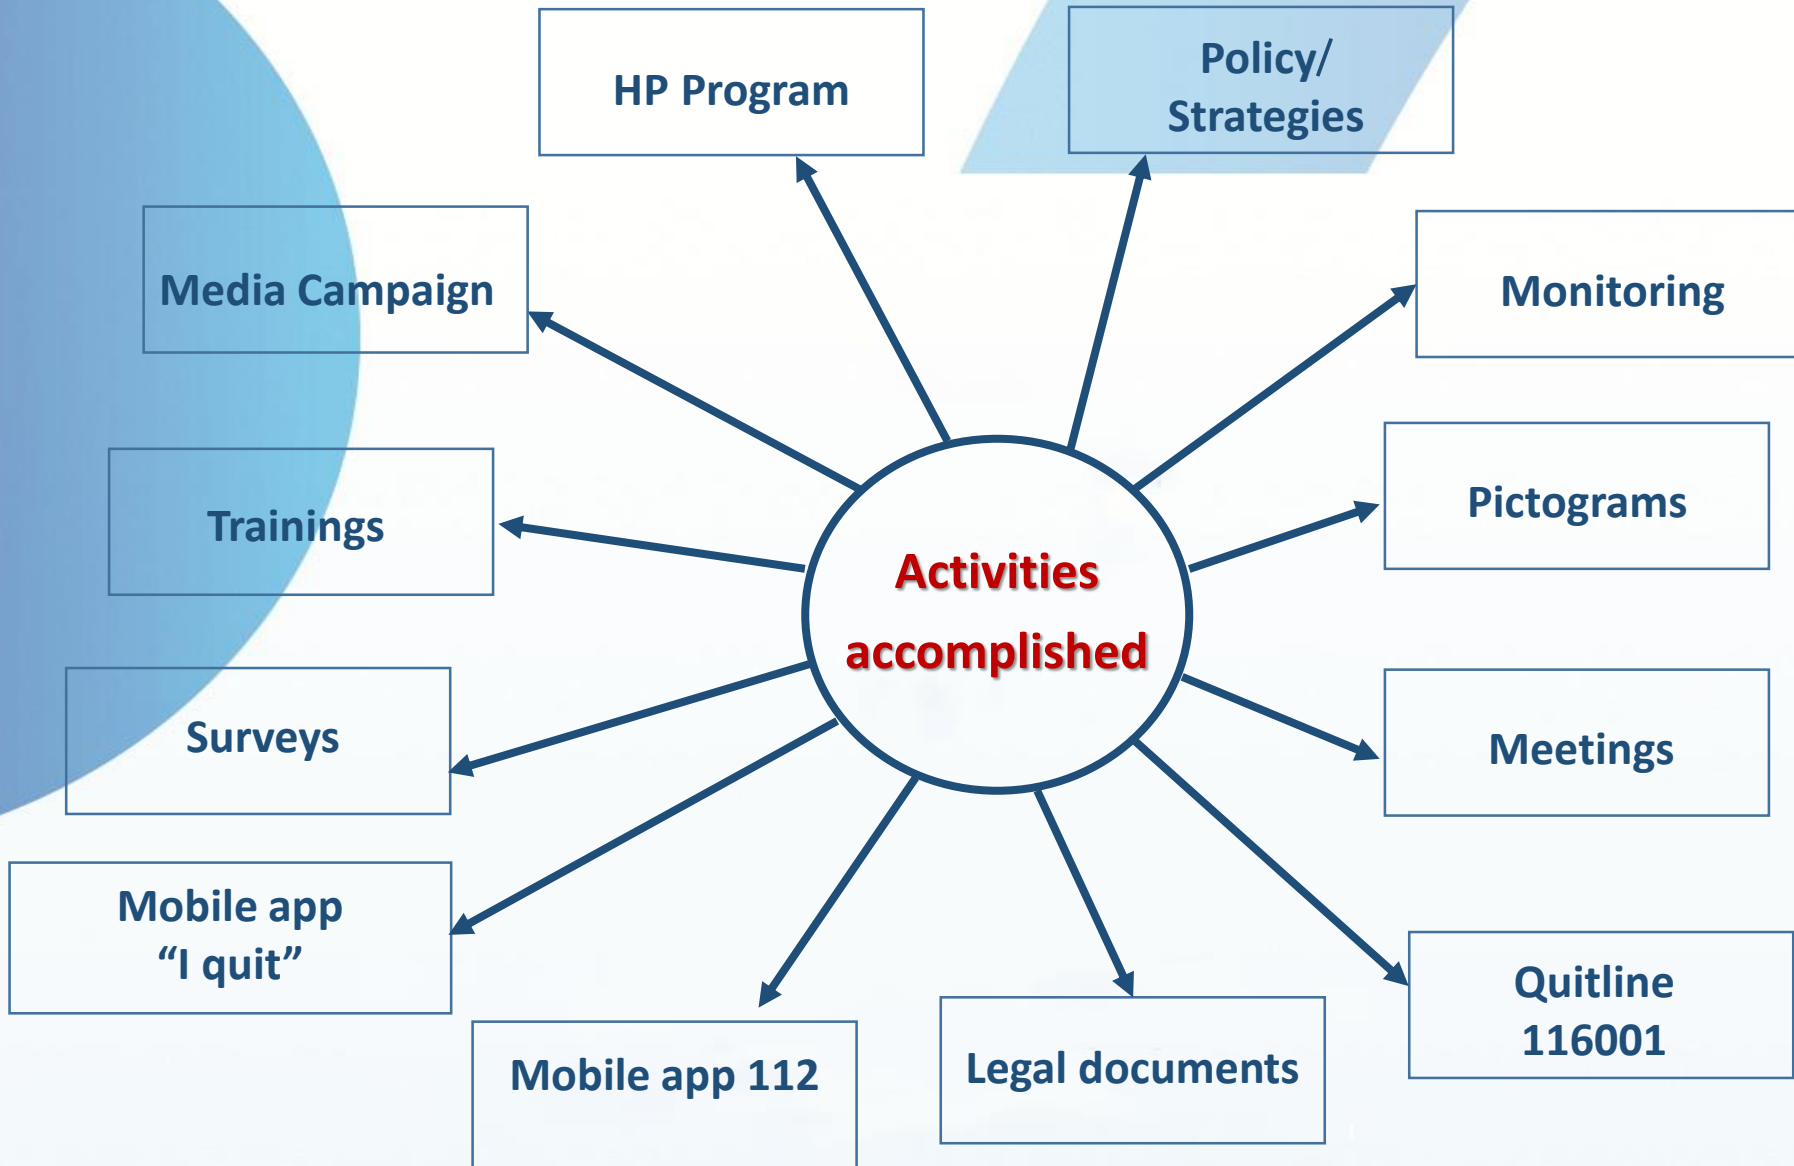 HP Program
Policy/
Strategies
Media Campaign
Monitoring
Trainings
Pictograms
Activities
accomplished
Surveys
Meetings
Mobile app
“I quit”
Quitline
116001
Mobile app 112
Legal documents